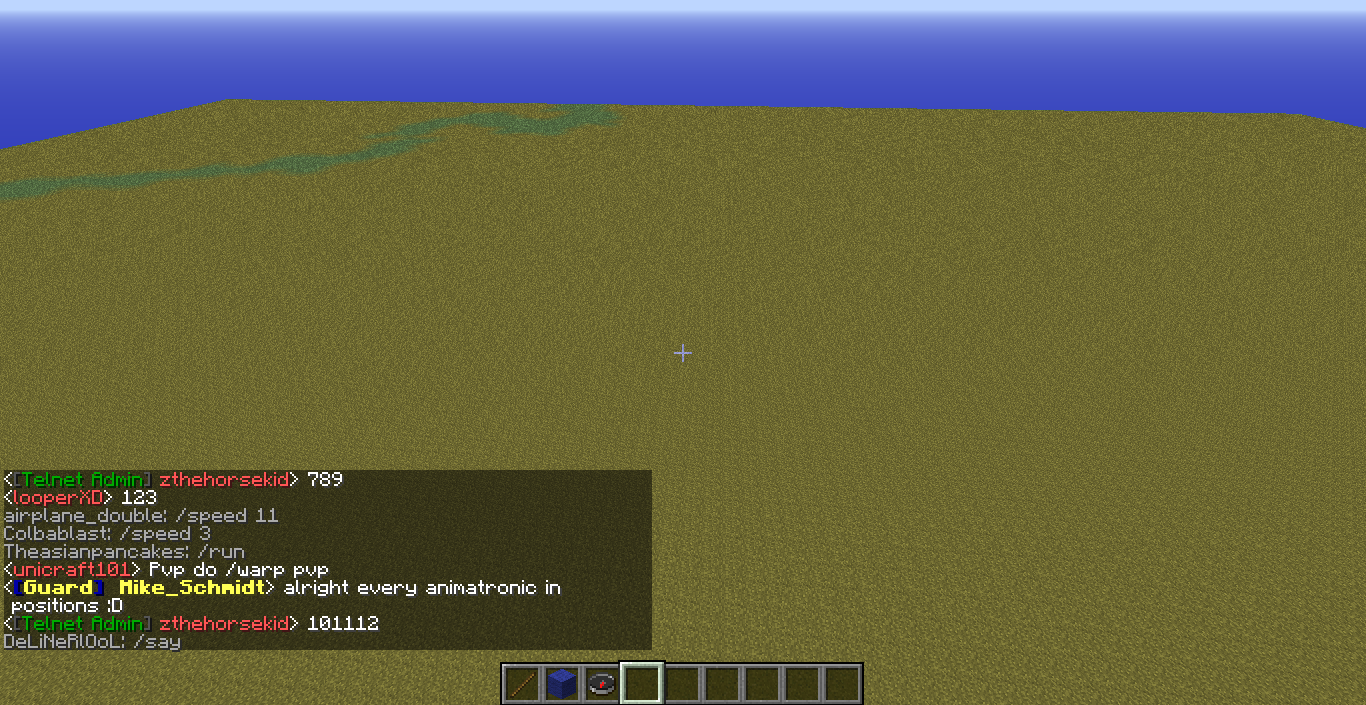 <[Telnet Admin] zthehorsekid> 789
<looperXD> 123
airplane_double: /speed 11
Colbablast: /speed 3
Theasianpancakes: /run
<unicraft101> Pvp do /warp pvp
<[Guard] Mike_Schmidt> alright every animatronic in
positions :D
<[Telnet Admin] zthehorsekid> 101112
DeLiNeRlOoL: /say